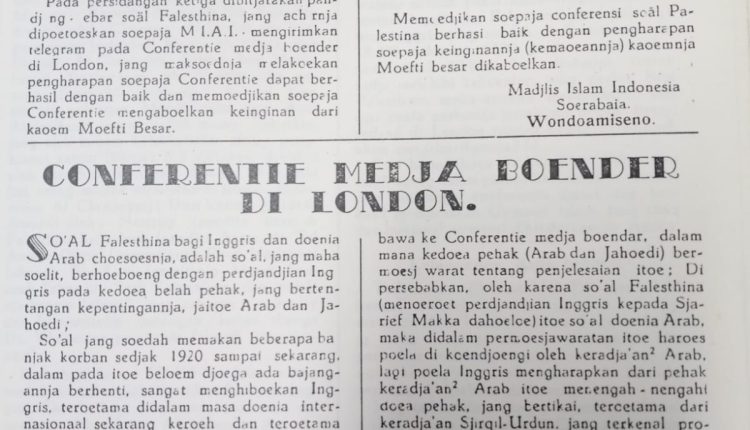 Pada persidangan ketiga dibitjarakan pan-
djang ebar soäl Falesthina, jang achirnja
dipoetoeskan soepaja M I.A.I. mengirimkan
telegram pada Conferentie medja boender
di London, jang maksoednja melakoekan
pengharapan soepaja Conferentie dapat ber-
hasil dengan baik dan memoedjikan soepaja
Conferentie mengaboelkan keinginan dari
kaoem Moefti Besar.
Memoedjikan soepaja conferensi soäl Pa-
lestina berhasi baik dengan pengharapan
soepaja keinginannja (kemaoeannja) kaoemnja
Moefti besar dikaboelkan.
Madjlis Islam Indonesia
Soerabaia.
Wondoamiseno.
CONFERENTIE MEDJA BOENDER
DI LONDON.
SO'AL Falesthina bagi Inggris dan doenia
Arab choesoesnja, adalah so'al, jang maha
soelit, berhoeboeng dengan perdjandjian Ing
gris pada kedoea belah pehak, jang berten-
tangan kepentingannja, jaitoe Arab dan Ja-
hoedi ;
So'al jang soedah memakan beberapa ba
njak korban sedjak 1920 sampai sekarang,
dalam pada itoe beloem djoega ada bajang-
annja berhenti, sangat menghiboekan Ing-
gris, teroetama didalam masa doenia inter-
nasional sekarang keroeh dan teroetama
bawa ke Conferentie medja boendar, dalam
mana kedoea pehak (Arab dan Jahoedi) ber-
moesj warat tentang penjelesaian itoe ; Di
persebabkan, oleh karena so'al Falesthina
(menoeroet perdjandjian Inggris kepada Sja-
rief Makka dahoelce) itoe so'al doenia Arab,
maka didalam permoesjawaratan itoe haroes
poela di koendjoengi oleh keradja'an² Arab,
lagi poela Inggris mengharapkan dari pehak
keradja'an² Arab itoe menengah - nengahi
doea pehak, jang bertikai, teroetama dari
keradja'an Sjirqil-Urdun, jang terkenal pro-